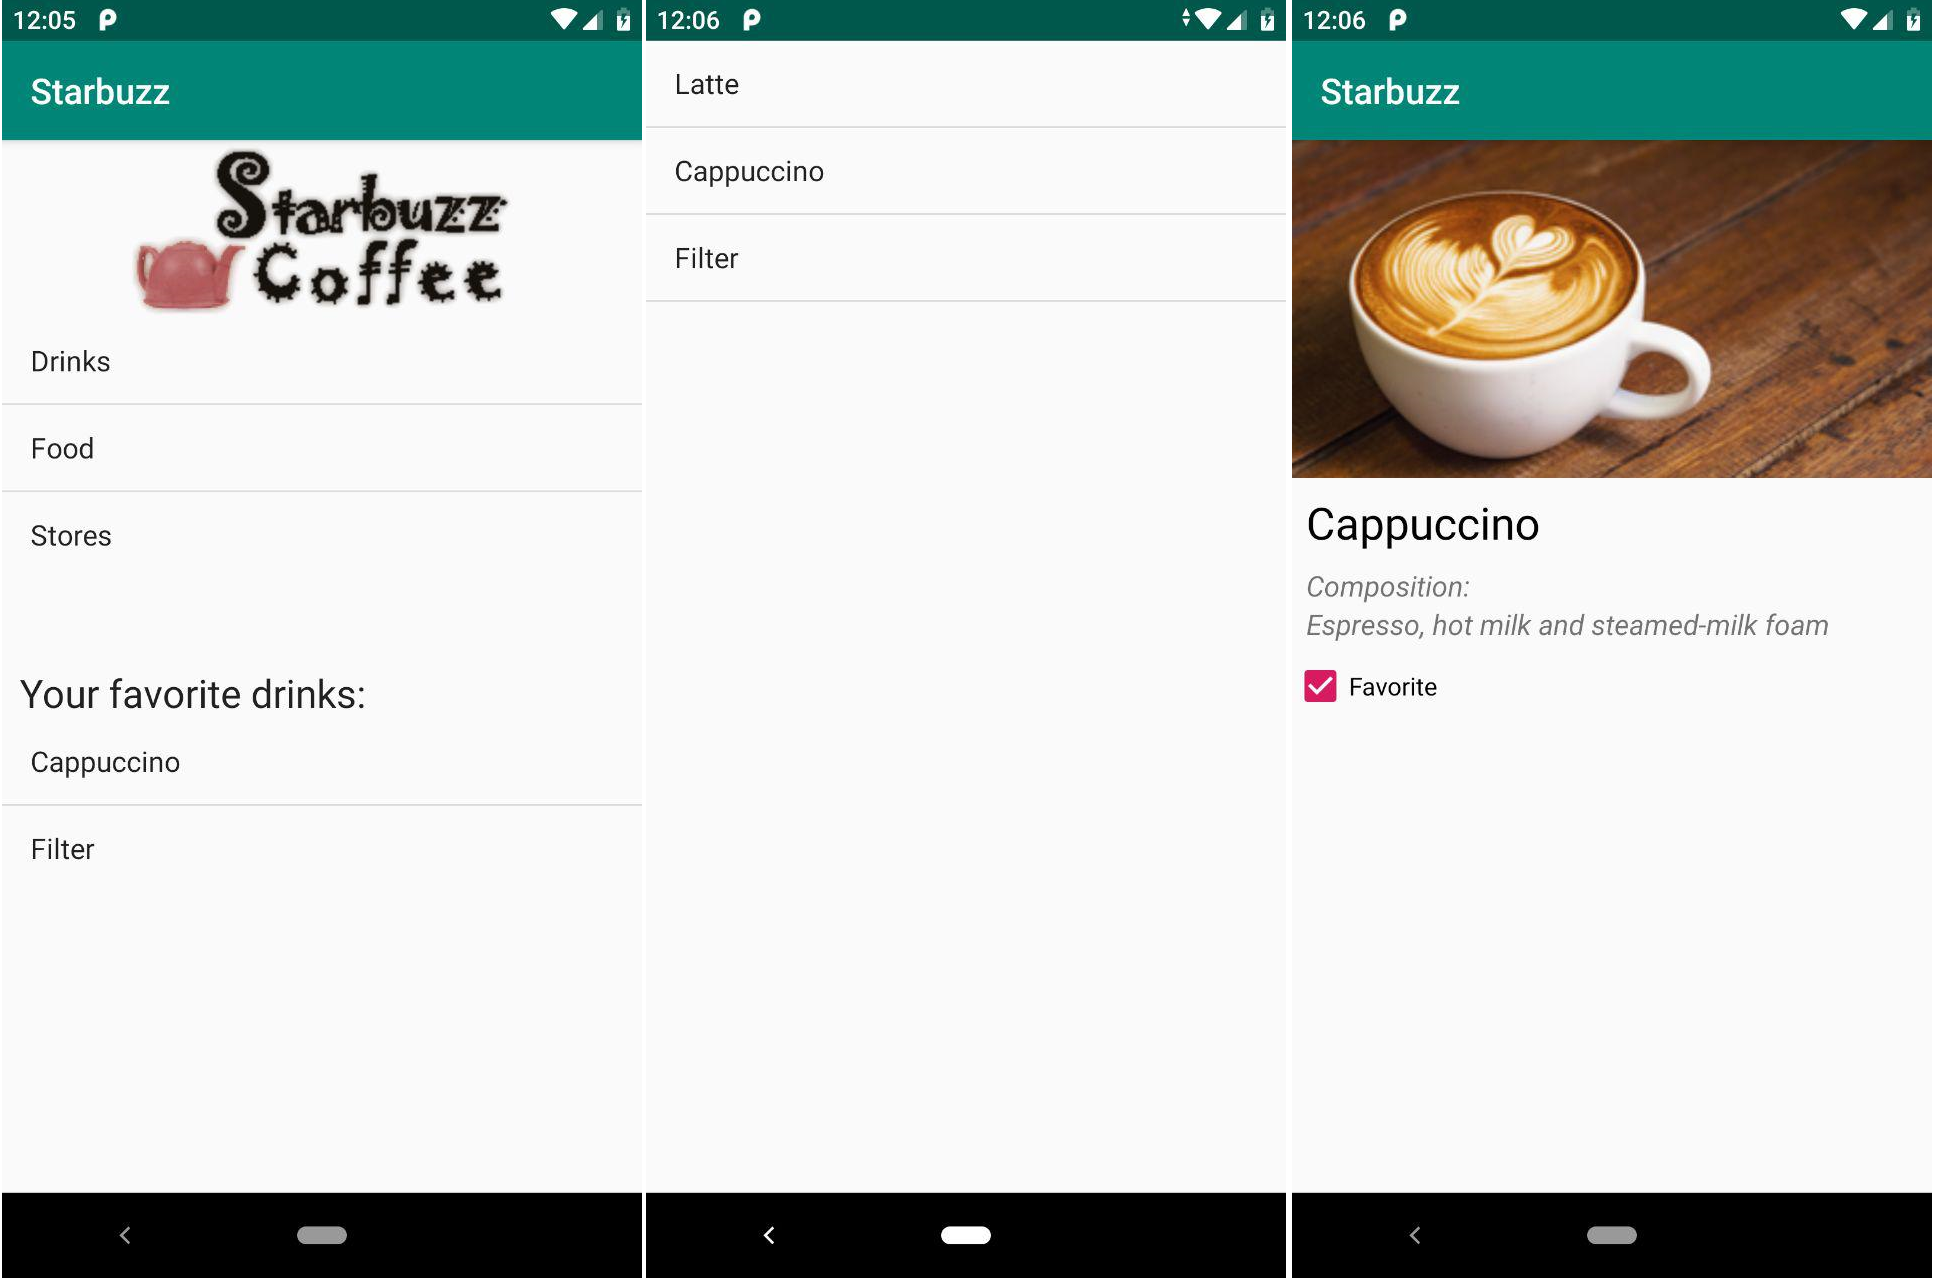 12:05
Starbuzz
Starbuzz
Coffee
Drinks
Food
Stores
Your favorite drinks:
Cappuccino
Filter
12:06
Latte
Cappuccino
Filter
12:06
Starbuzz
Cappuccino
Composition:
Espresso, hot milk and steamed-milk foam
Favorite